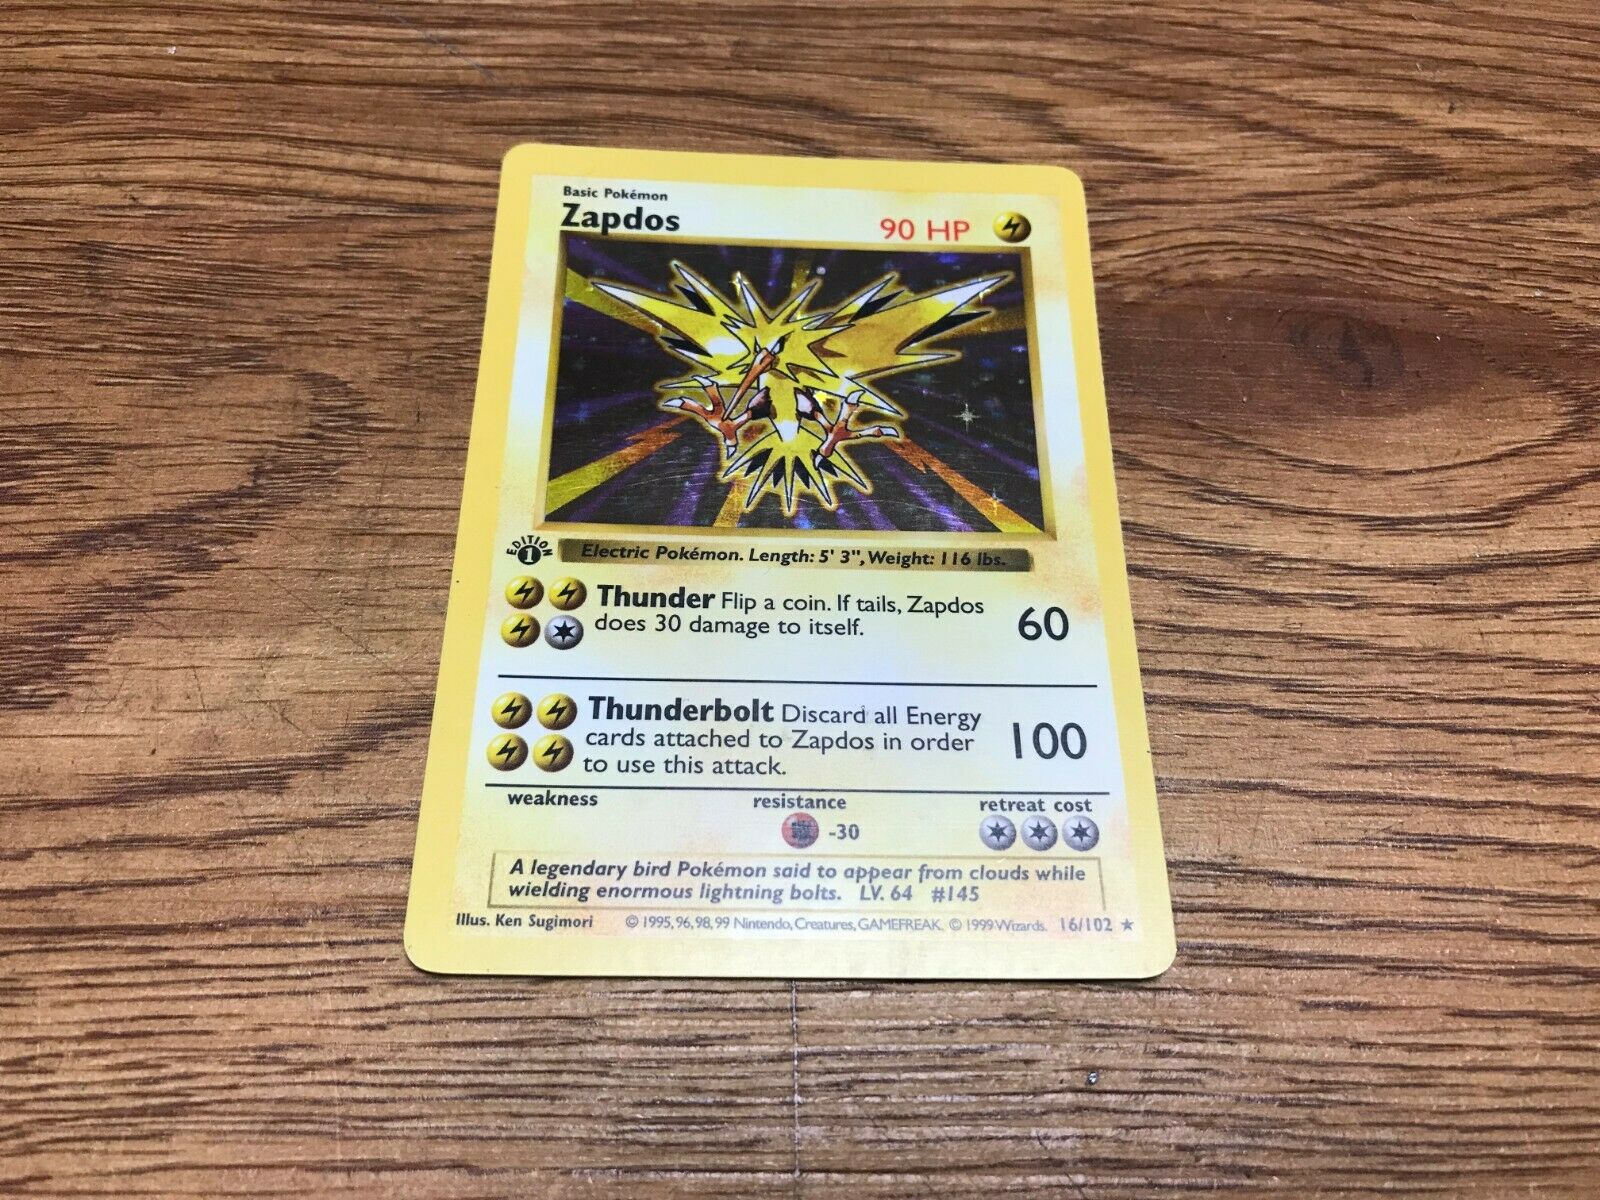 Basic Pokémon
Zapdos
90 HP
EDITION
1
Electric Pokémon. Length: 5' 3", Weight: 116 lbs.
Thunder Flip a coin. If tails, Zapdos
does 30 damage to itself.
60
Thunderbolt Discard all Energy
cards attached to Zapdos in order
to use this attack.
100
weakness
resistance
retreat cost
-30
A legendary bird Pokémon said to appear from clouds while
wielding enormous lightning bolts. LV. 64 #145
Illus. Ken Sugimori © 1995, 96, 98, 99 Nintendo, Creatures, GAMEFREAK. © 1999 Wizards. 16/102 ★